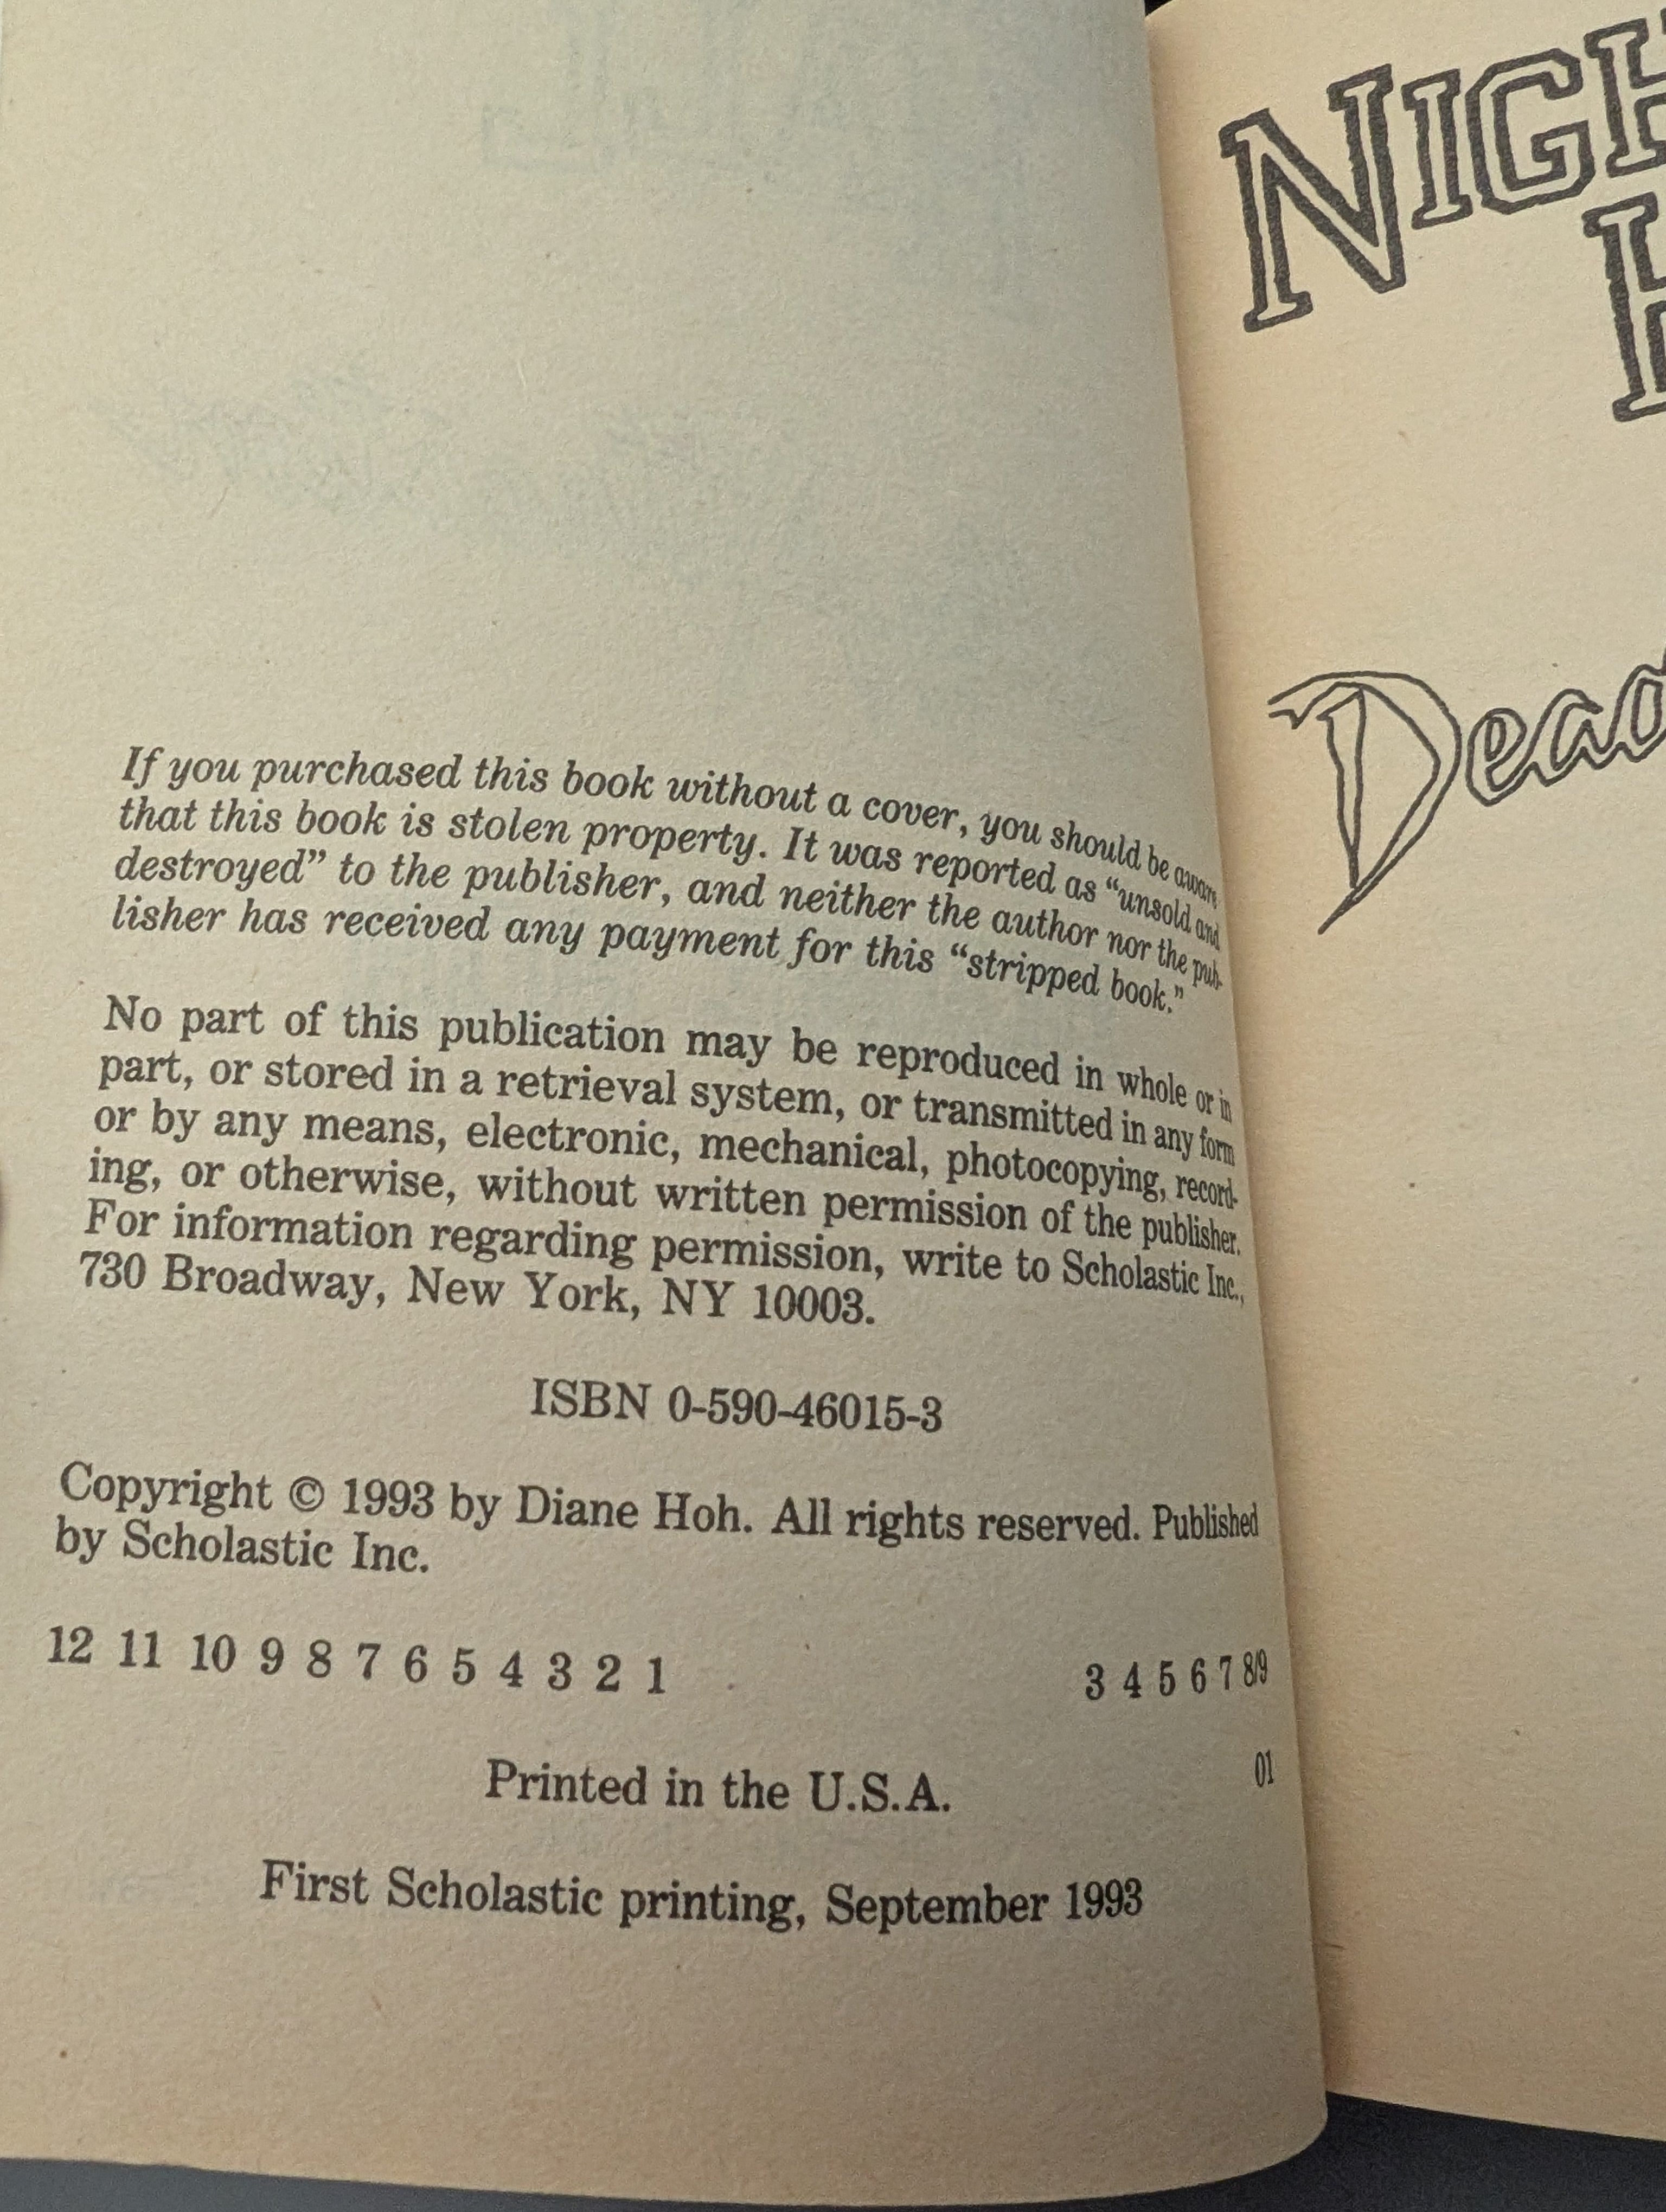 If you purchased this book without a cover, you should be aware
that this book is stolen property. It was reported as “unsold and
destroyed” to the publisher, and neither the author nor the pub-
lisher has received any payment for this “stripped book.”
No part of this publication may be reproduced in whole or in
part, or stored in a retrieval system, or transmitted in any form
or by any means, electronic, mechanical, photocopying, record-
ing, or otherwise, without written permission of the publisher.
For information regarding permission, write to Scholastic Inc.,
730 Broadway, New York, NY 10003.
ISBN 0-590-46015-3
Copyright © 1993 by Diane Hoh. All rights reserved. Published
by Scholastic Inc.
12 11 10 9 8 7 6 5 4 3 2 1 3 4 5 6 7 8/9
Printed in the U.S.A. 01
First Scholastic printing, September 1993
NIGH
H
Dead